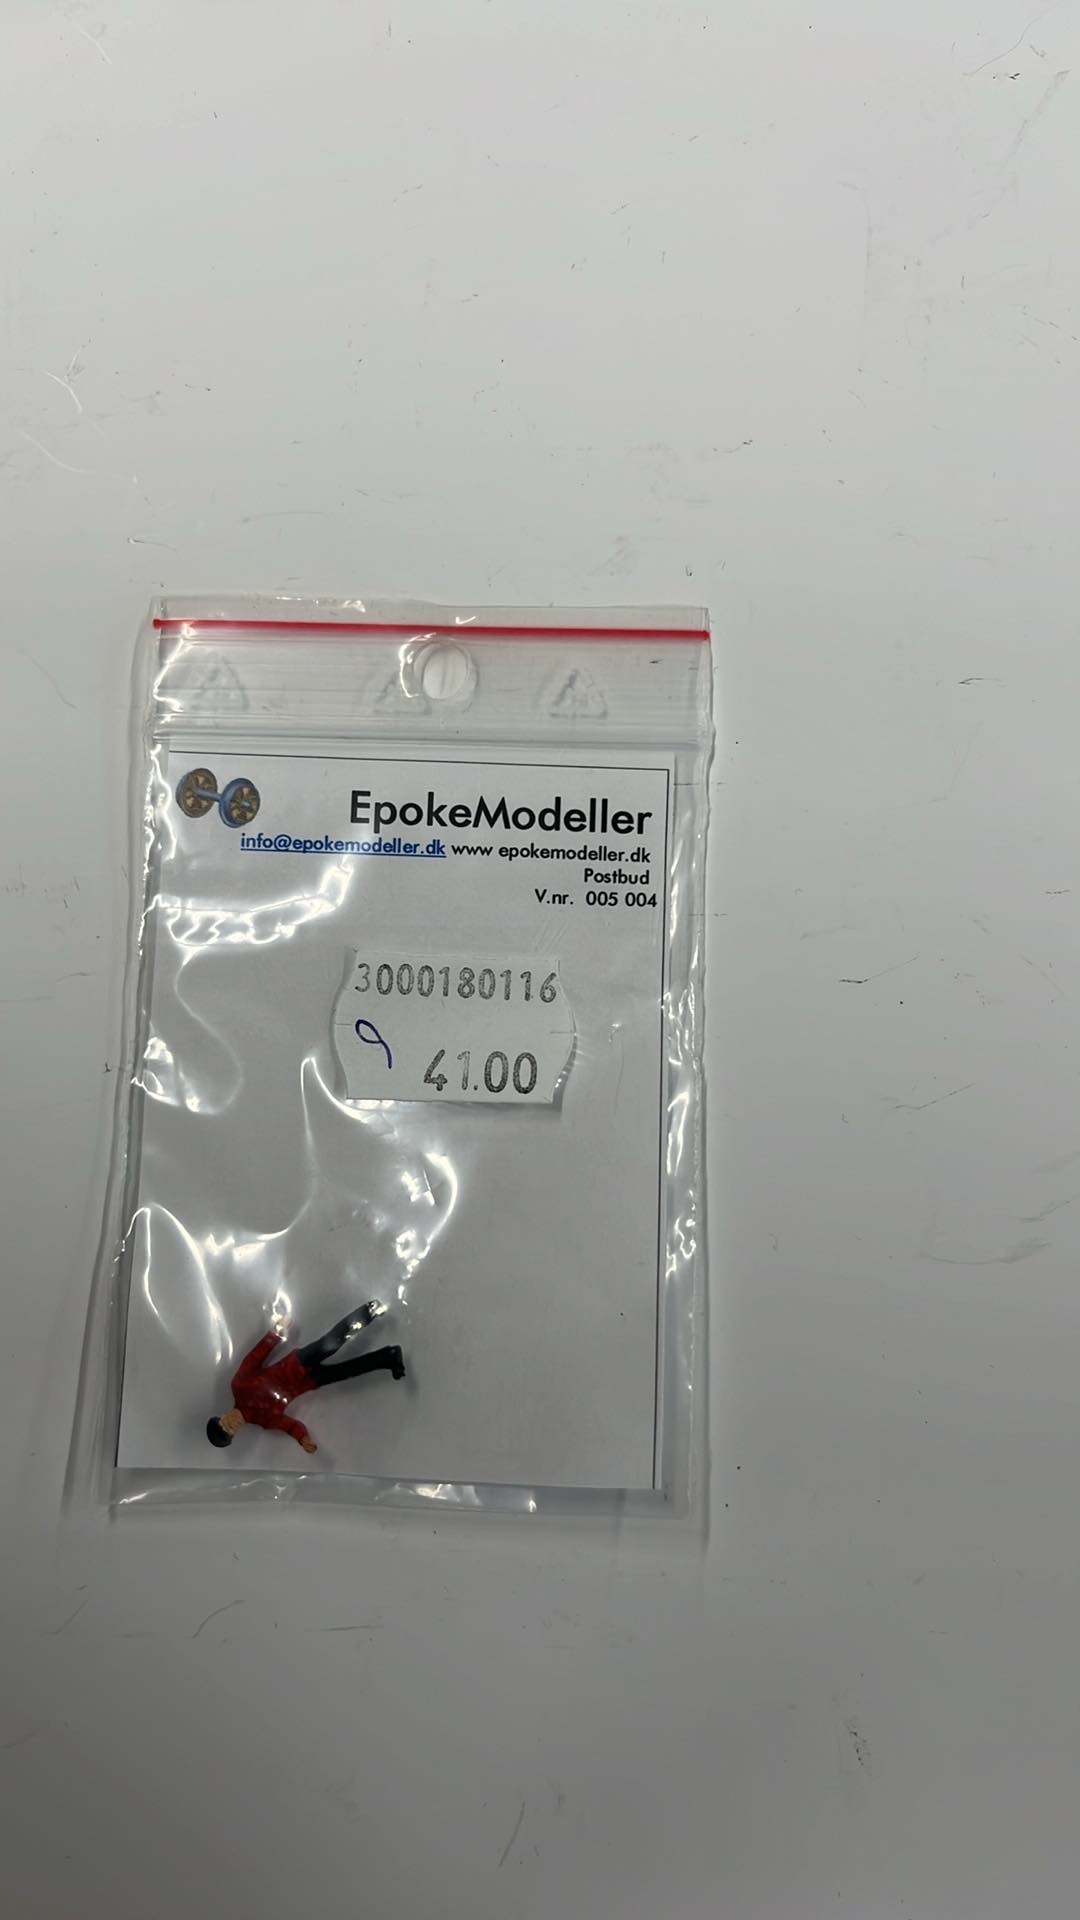 EpokeModeller
info@epokemodeller.dk www epokemodeller.dk
Postbud
V.nr. 005 004
3000180116
9
41.00